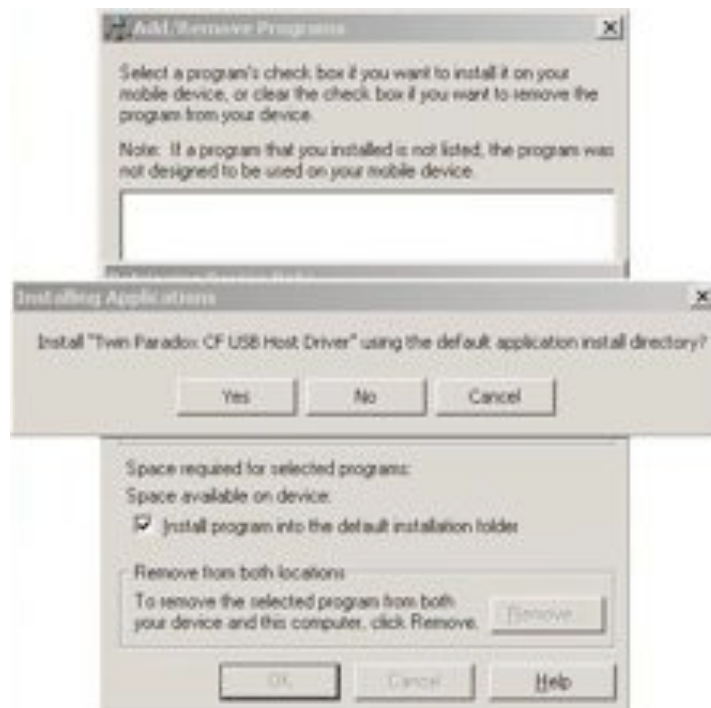 Add/Remove Programs
Select a program's check box if you want to install it on your
mobile device, or clear the check box if you want to remove the
program from your device.
Note: If a program that you installed is not listed, the program was
not designed to be used on your mobile device.
Installing Applications
Install "Twin Paradox CF USB Host Driver" using the default application install directory?
Yes
No
Cancel
Space required for selected programs:
Space available on device:
Install program into the default installation folder
Remove from both locations
To remove the selected program from both
your device and this computer, click Remove.
Remove...
OK
Cancel
Help